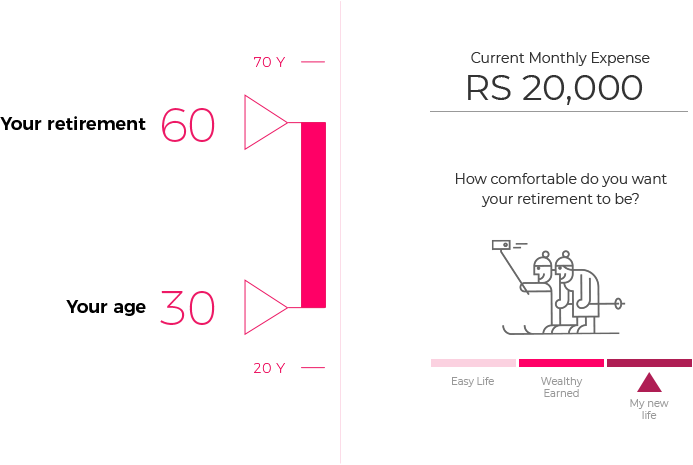 70 Y
Your retirement 60
Your age 30
20 Y
Current Monthly Expense
RS 20,000
How comfortable do you want
your retirement to be?
Easy Life
Wealthy
Earned
My new
life